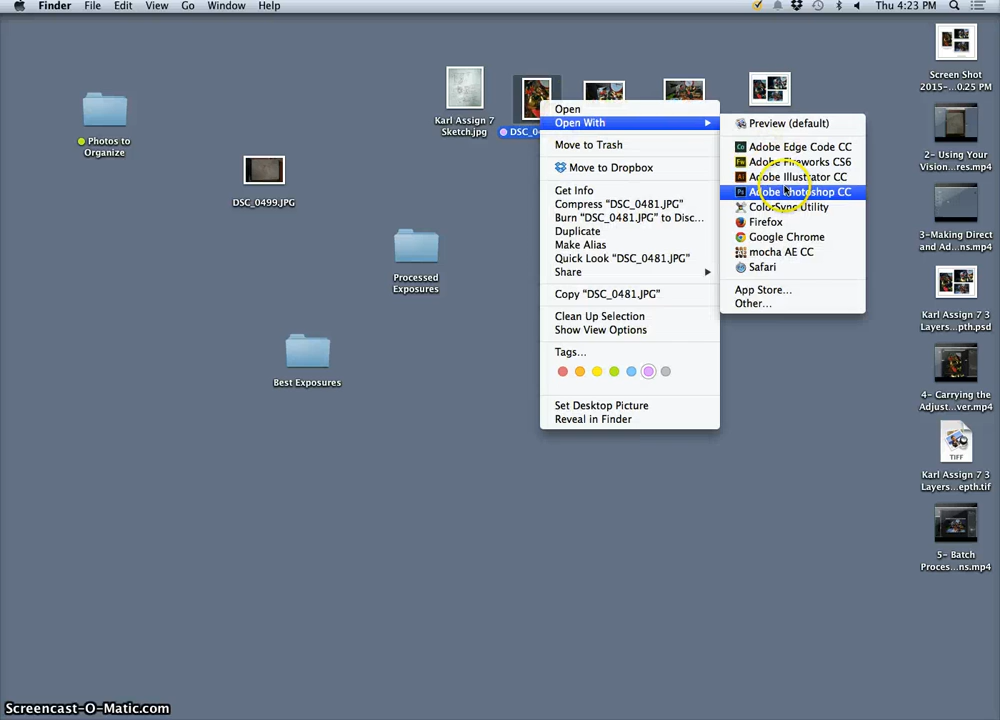 Finder File Edit View Go Window Help Thu 4:23 PM
Screen Shot
2015-...0.25 PM
Karl Assign 7
Sketch.jpg
DSC_0
Photos to
Organize
DSC_0499.JPG
Processed
Exposures
Best Exposures
Open
Open With
Move to Trash
Move to Dropbox
Get Info
Compress “DSC_0481.JPG”
Burn “DSC_0481.JPG” to Disc...
Duplicate
Make Alias
Quick Look “DSC_0481.JPG”
Share
Copy “DSC_0481.JPG”
Clean Up Selection
Show View Options
Tags...
Set Desktop Picture
Reveal in Finder
Preview (default)
Co Adobe Edge Code CC
Fw Adobe Fireworks CS6
Ai Adobe Illustrator CC
Ps Adobe Photoshop CC
ColorSync Utility
Firefox
Google Chrome
mocha AE CC
Safari
App Store...
Other...
2- Using Your
Vision...res.mp4
3-Making Direct
and Ad...ns.mp4
Karl Assign 7 3
Layers...pth.psd
4- Carrying the
Adjust...ver.mp4
TIFF
Karl Assign 7 3
Layers...epth.tif
5- Batch
Proces...ns.mp4
Screencast-O-Matic.com